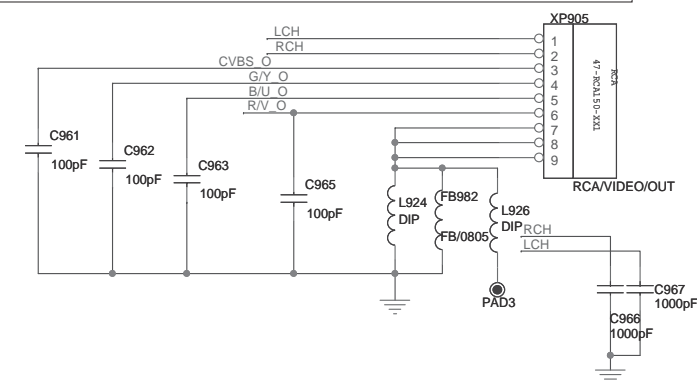 XP905
LCH
RCH
CVBS_O
G/Y_O
B/U_O
R/V_O
1
2
3
4
5
6
7
8
9
RCA
47-RCA150-XX1
RCA/VIDEO/OUT
C961
100pF
C962
100pF
C963
100pF
C965
100pF
L924
DIP
FB982
FB/0805
L926
DIP
RCH
LCH
PAD3
C967
1000pF
C966
1000pF